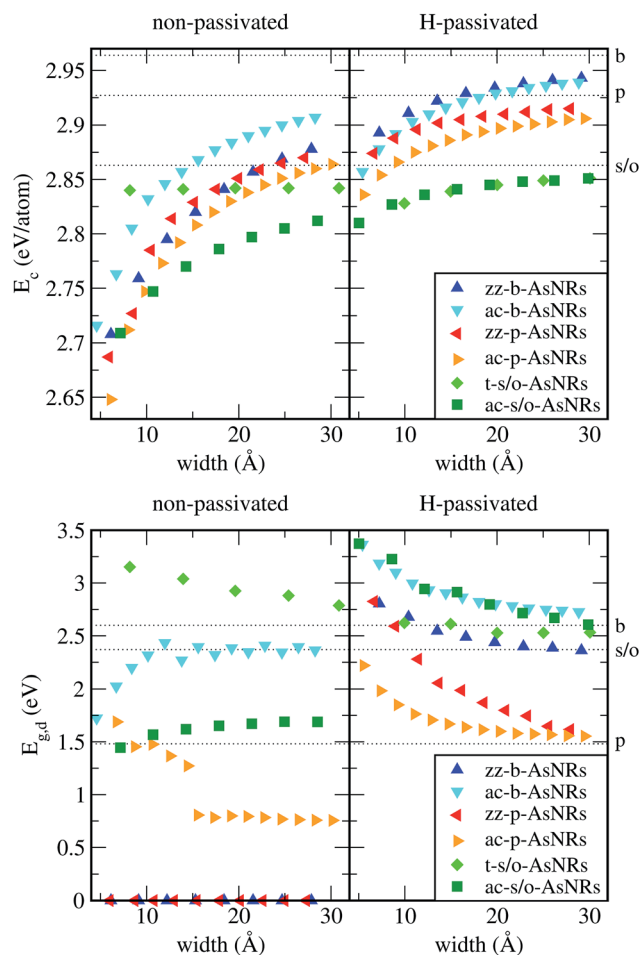 non-passivated H-passivated
b
2.95
p
2.9
s/o
2.85
E_c (eV/atom)
2.8
2.75
zz-b-AsNRs
ac-b-AsNRs
2.7
zz-p-AsNRs
ac-p-AsNRs
2.65
t-s/o-AsNRs
ac-s/o-AsNRs
10 20 30 10 20 30
width (Å) width (Å)
non-passivated H-passivated
3.5
3
b
2.5
s/o
E_g,d (eV)
2
1.5
p
1
zz-b-AsNRs
ac-b-AsNRs
zz-p-AsNRs
0.5
ac-p-AsNRs
t-s/o-AsNRs
ac-s/o-AsNRs
0
10 20 30 10 20 30
width (Å) width (Å)